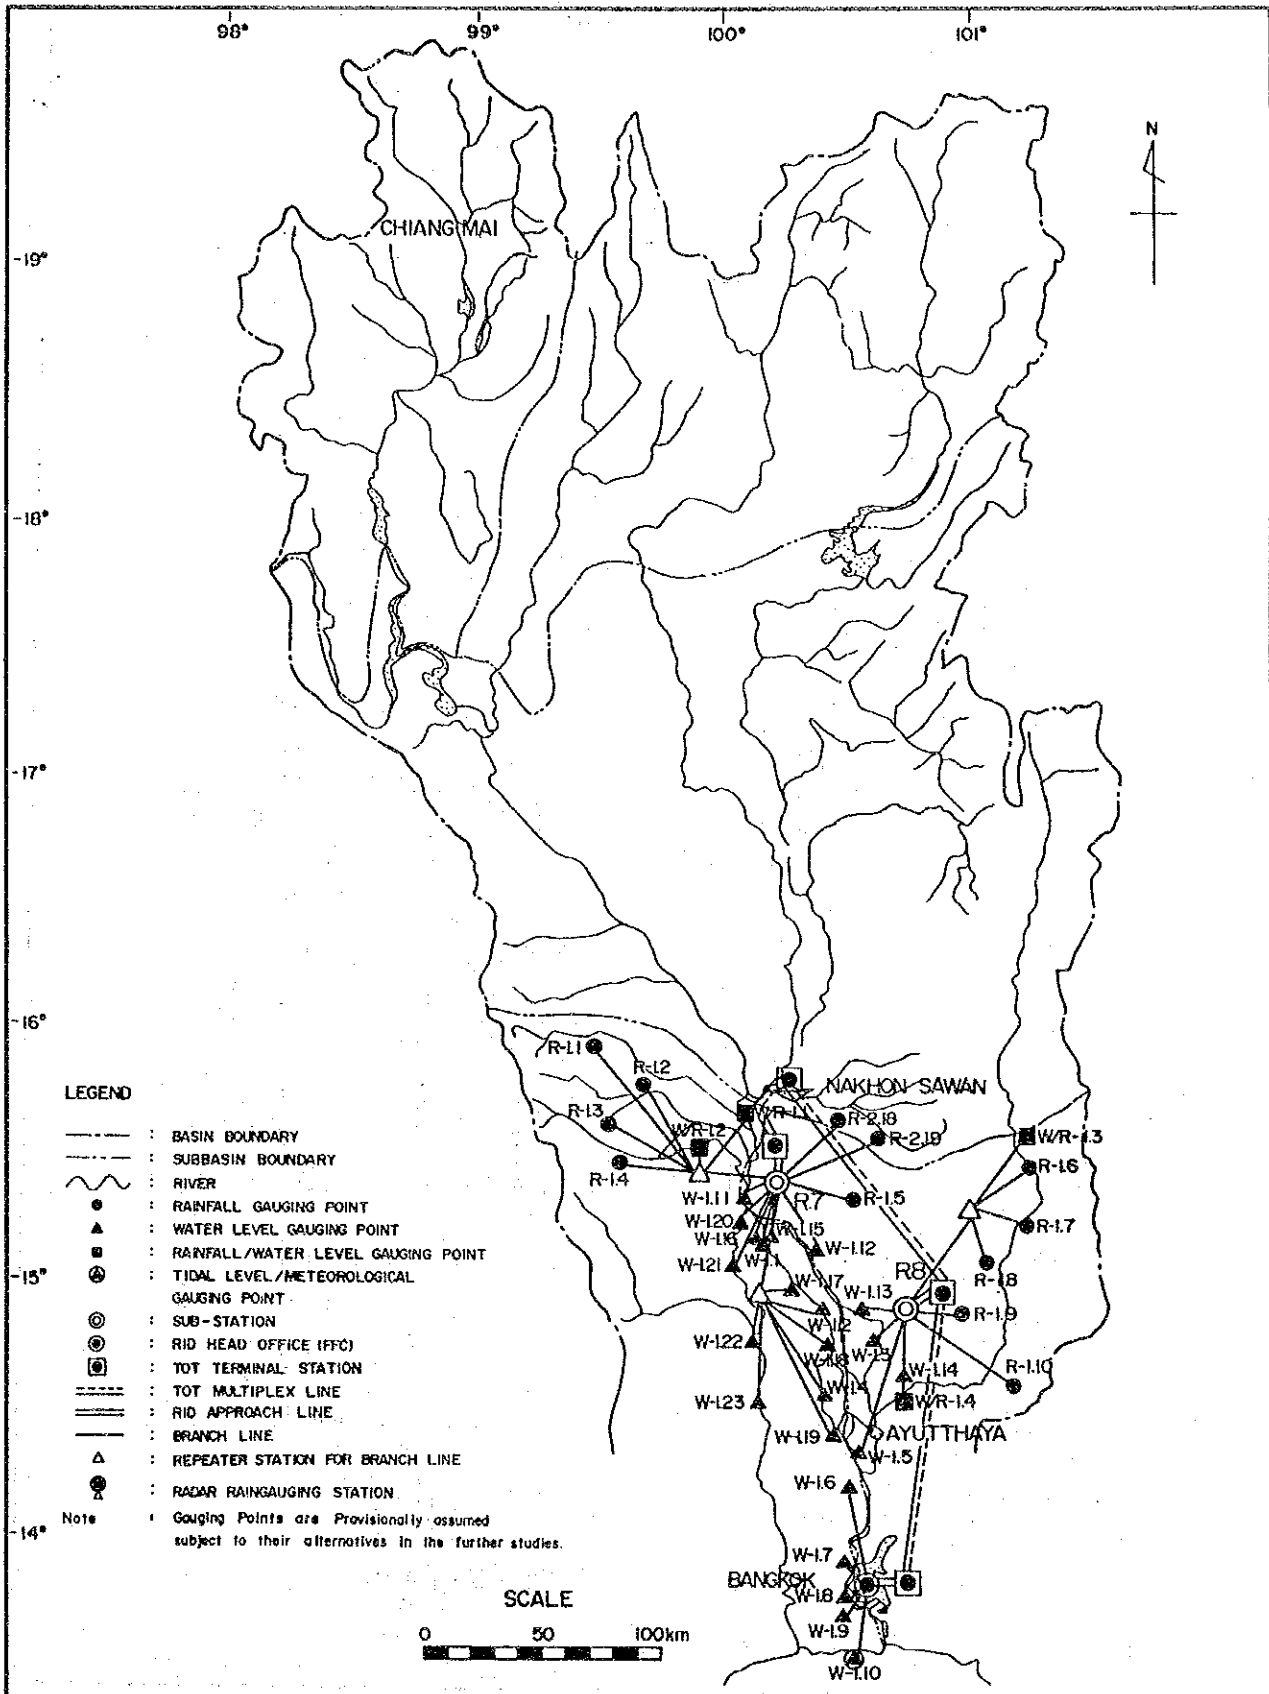 98° 99° 100° 101°
N
CHIANG MAI
-19°
-18°
-17°
-16°
R-1.1
R-1.2
R-1.3
R-1.4
W/R-1.2
NAKHON SAWAN
R-2.18
R-2.19
W/R-1.3
R-1.6
R-1.7
R-1.8
R-1.5
R7
W-1.11
W-1.20
W-1.15
W-1.16
W-1.1
W-1.12
W-1.21
-15°
R8
W-1.17
W-1.13
R-1.9
W-1.2
W-1.22
W-1.18
W-1.3
R-1.10
W-1.14
W-1.4
W/R-1.4
W-1.23
W-1.19
AYUTTHAYA
W-1.5
W-1.6
-14°
W-1.7
BANGKOK
W-1.8
W-1.9
W-1.10
LEGEND
: BASIN BOUNDARY
: SUBBASIN BOUNDARY
: RIVER
: RAINFALL GAUGING POINT
: WATER LEVEL GAUGING POINT
: RAINFALL/WATER LEVEL GAUGING POINT
: TIDAL LEVEL/METEOROLOGICAL
GAUGING POINT
: SUB-STATION
: RID HEAD OFFICE (FFC)
: TOT TERMINAL STATION
: TOT MULTIPLEX LINE
: RID APPROACH LINE
: BRANCH LINE
: REPEATER STATION FOR BRANCH LINE
: RADAR RAINGAUGING STATION
Note : Gauging Points are Provisionally assumed
subject to their alternatives in the further studies.
SCALE
0 50 100km